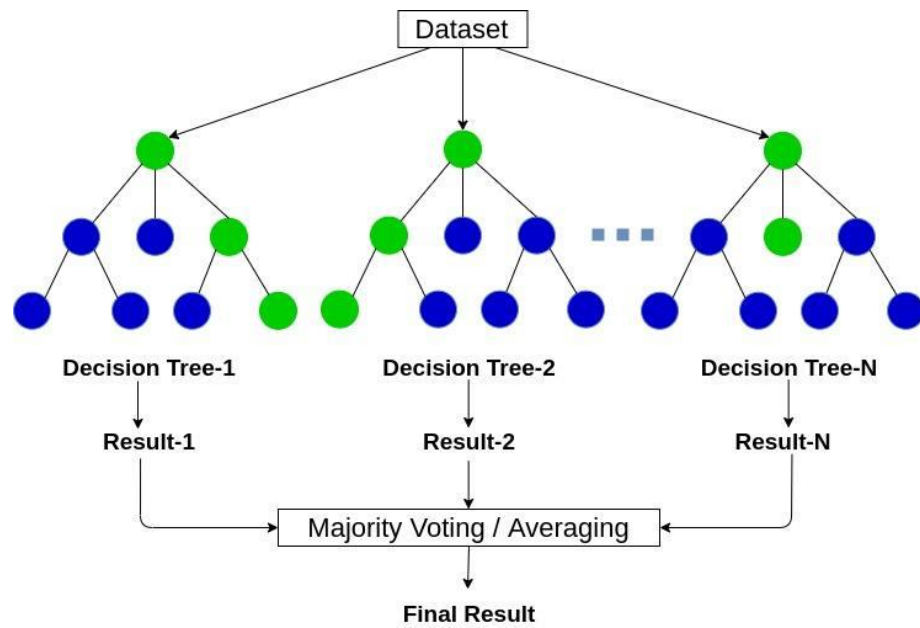 Dataset
Decision Tree-1
Decision Tree-2
Decision Tree-N
Result-1
Result-2
Result-N
Majority Voting / Averaging
Final Result